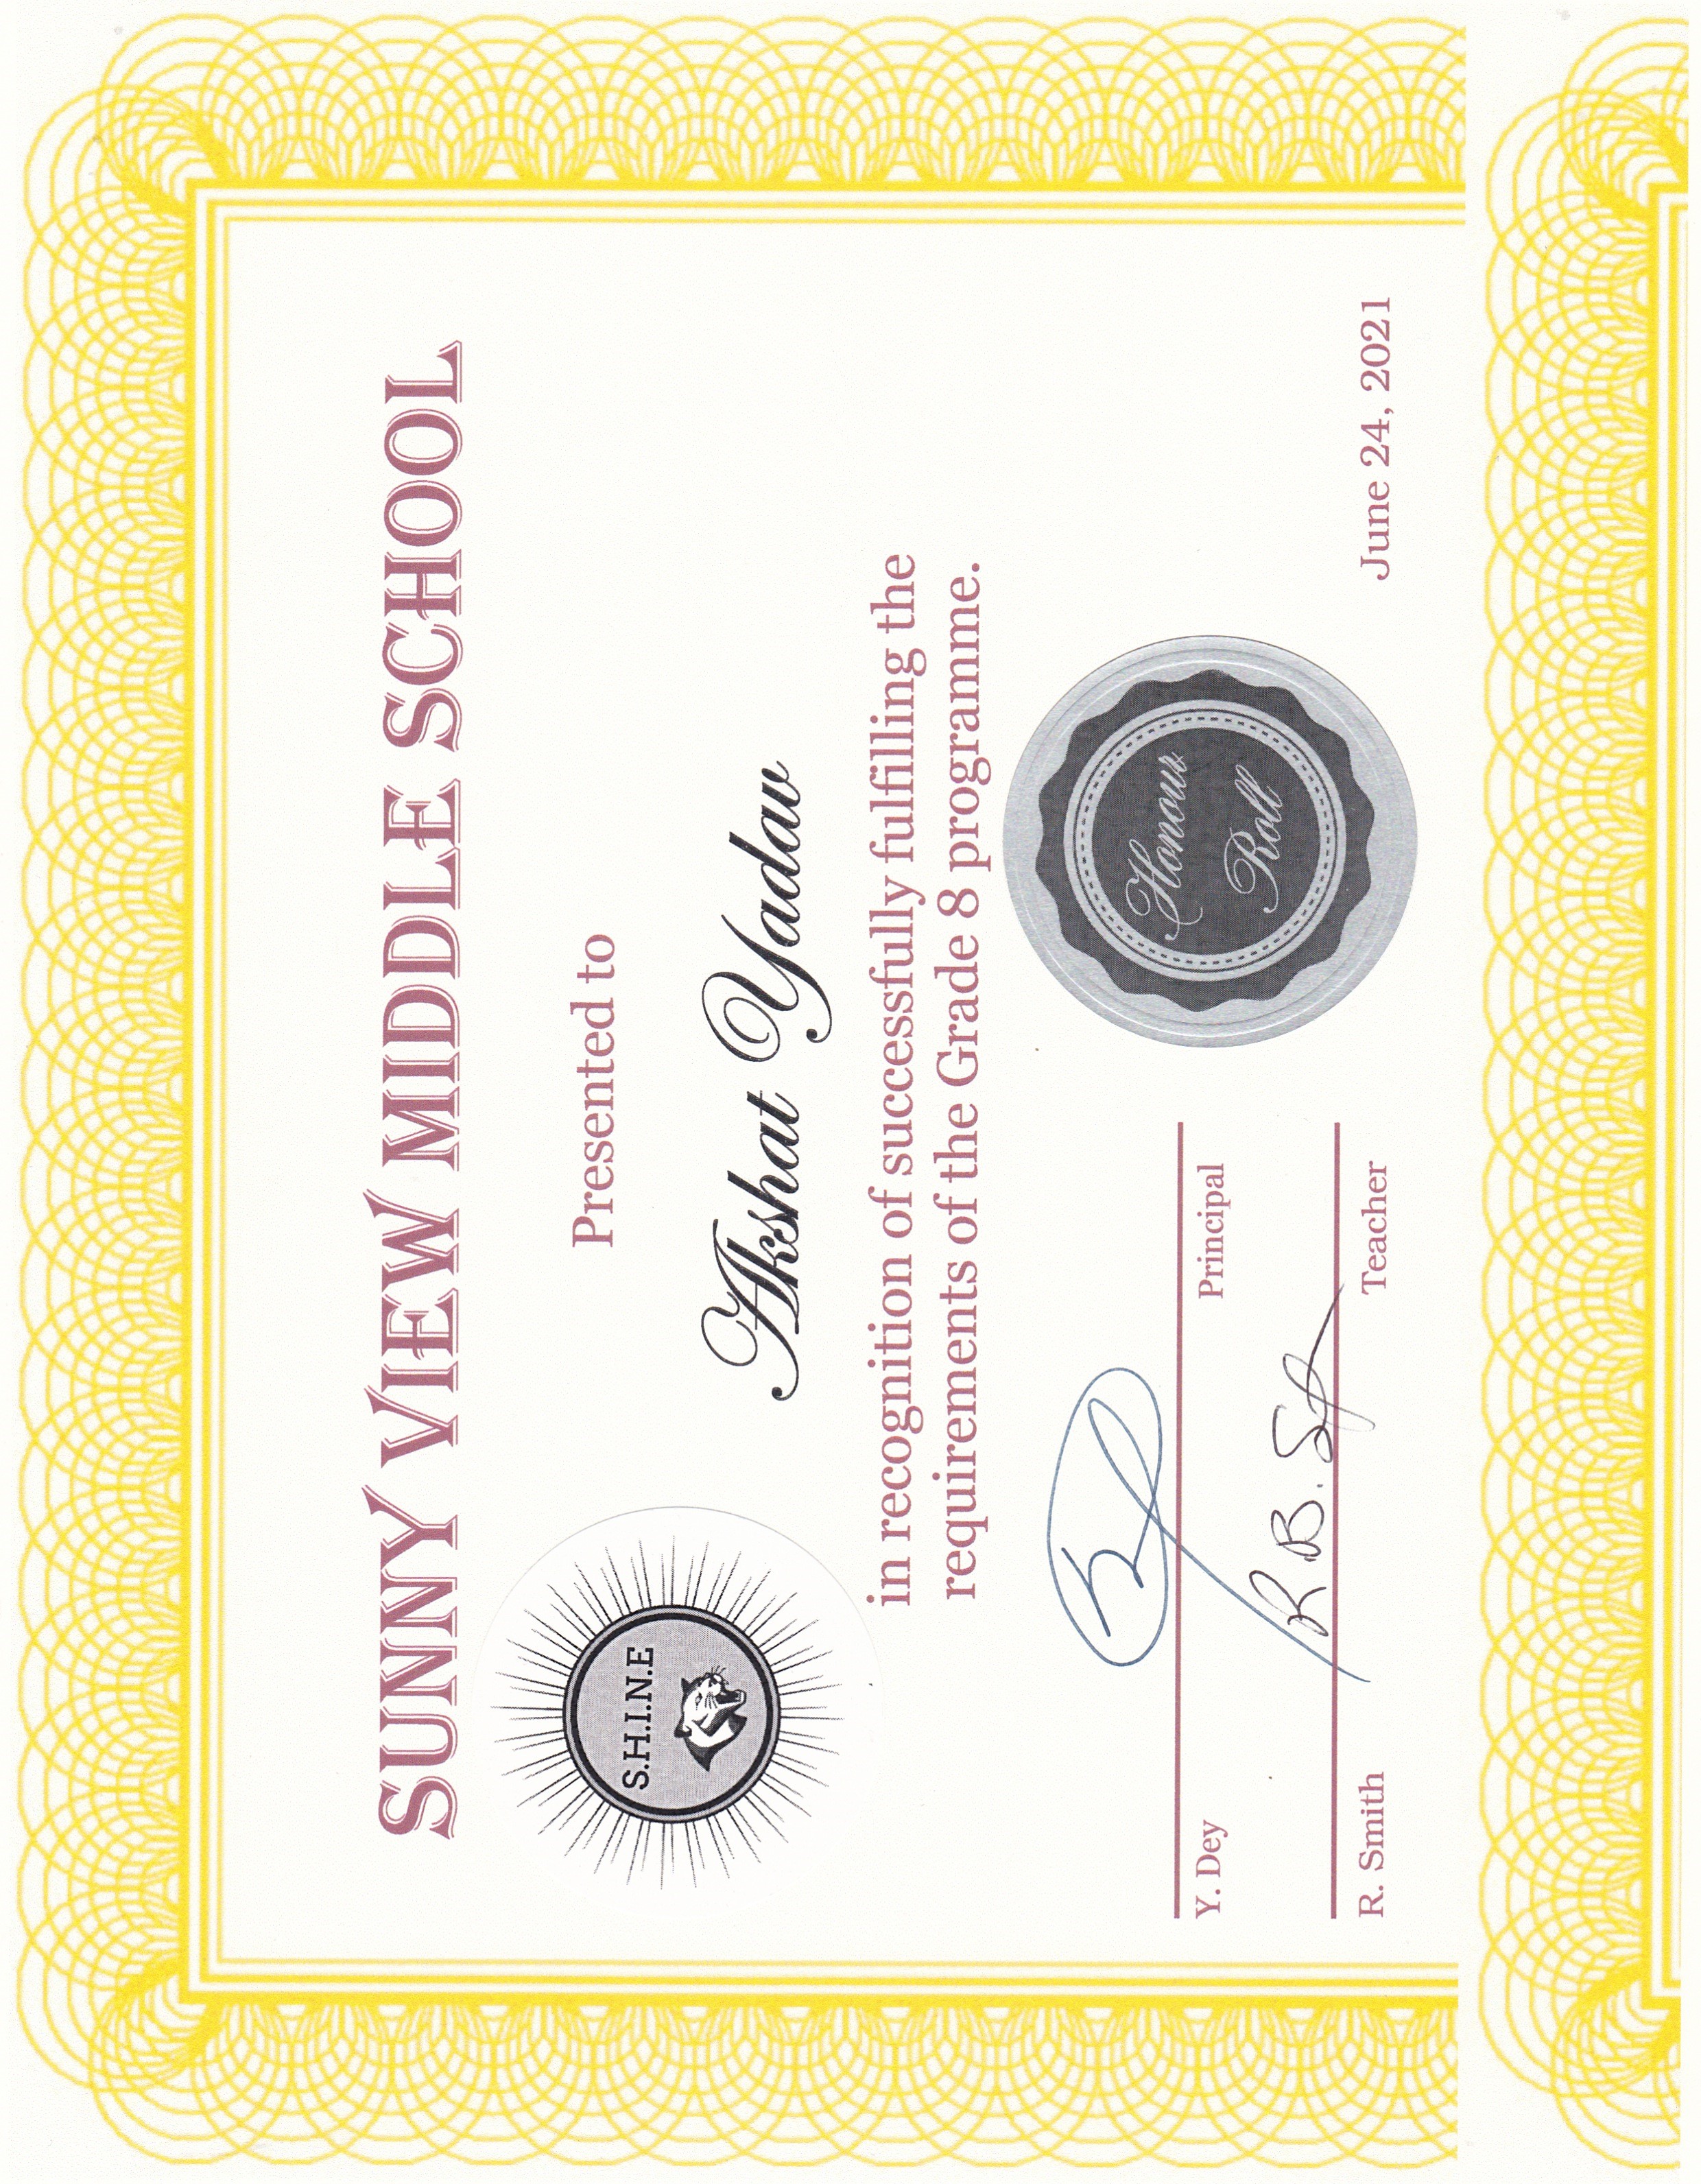 SUNNY VIEW MIDDLE SCHOOL
S.H.I.N.E
Presented to
Akshat Yadav
in recognition of successfully fulfilling the
requirements of the Grade 8 programme.
Y. Dey Principal
R. B. S
R. Smith Teacher
Honour
Roll
June 24, 2021